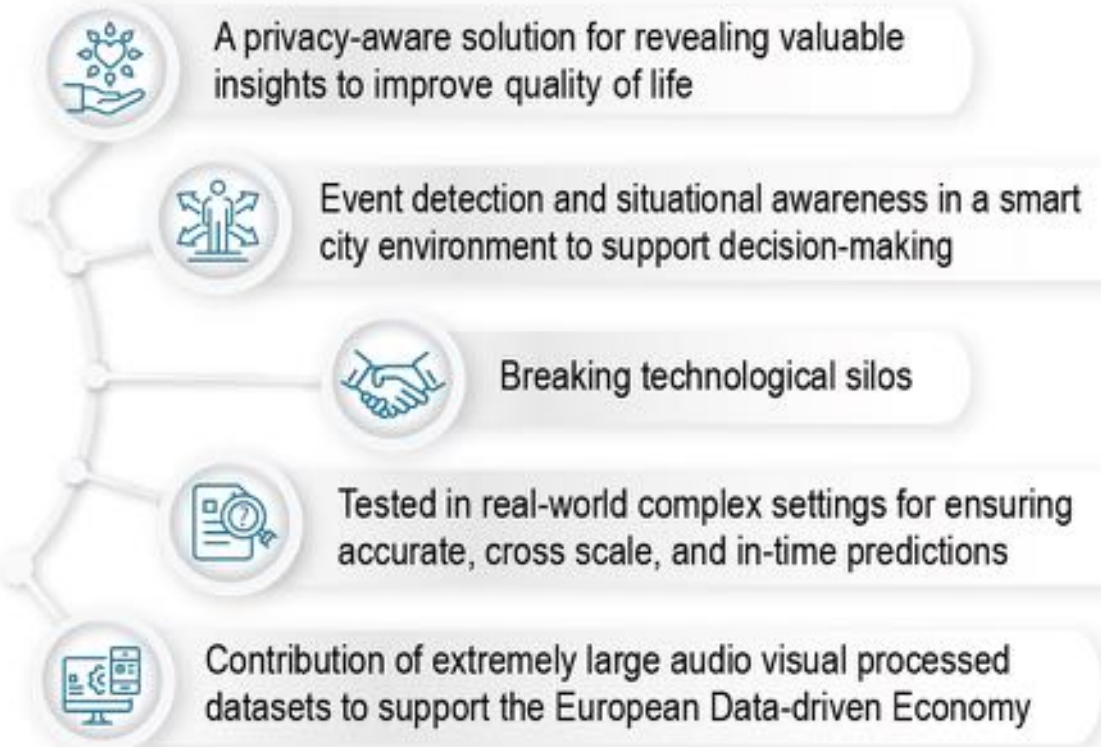 A privacy-aware solution for revealing valuable
insights to improve quality of life
Event detection and situational awareness in a smart
city environment to support decision-making
Breaking technological silos
Tested in real-world complex settings for ensuring
accurate, cross scale, and in-time predictions
?
Contribution of extremely large audio visual processed
datasets to support the European Data-driven Economy